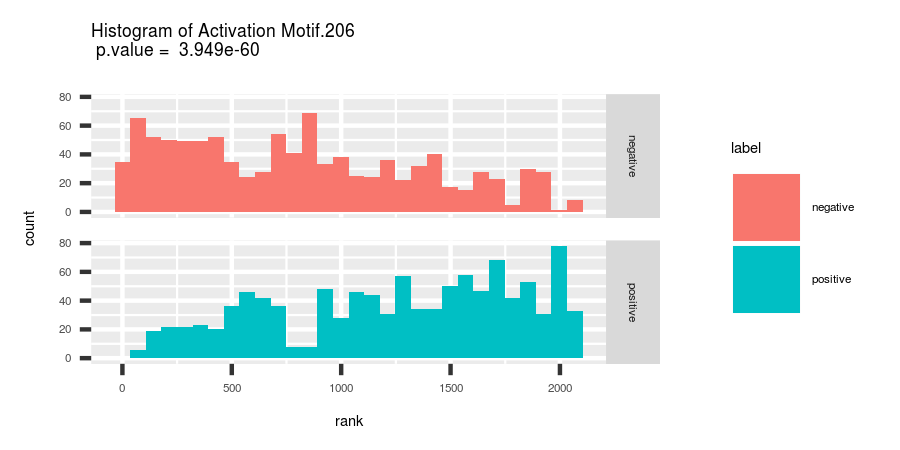 Histogram of Activation Motif.206
p.value = 3.949e-60
count
80
60
40
20
0
negative
80
60
40
20
0
positive
0 500 1000 1500 2000
rank
label
negative
positive